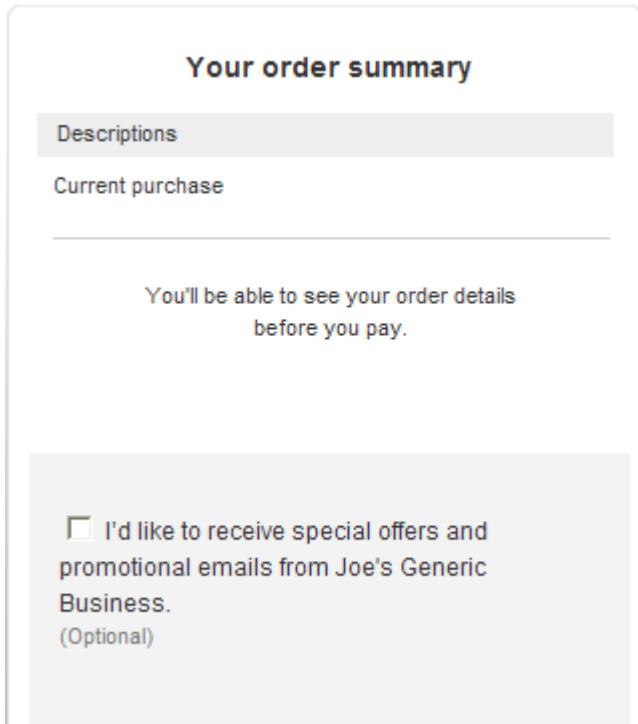 Your order summary
Descriptions
Current purchase
You'll be able to see your order details
before you pay.
I'd like to receive special offers and
promotional emails from Joe's Generic
Business.
(Optional)